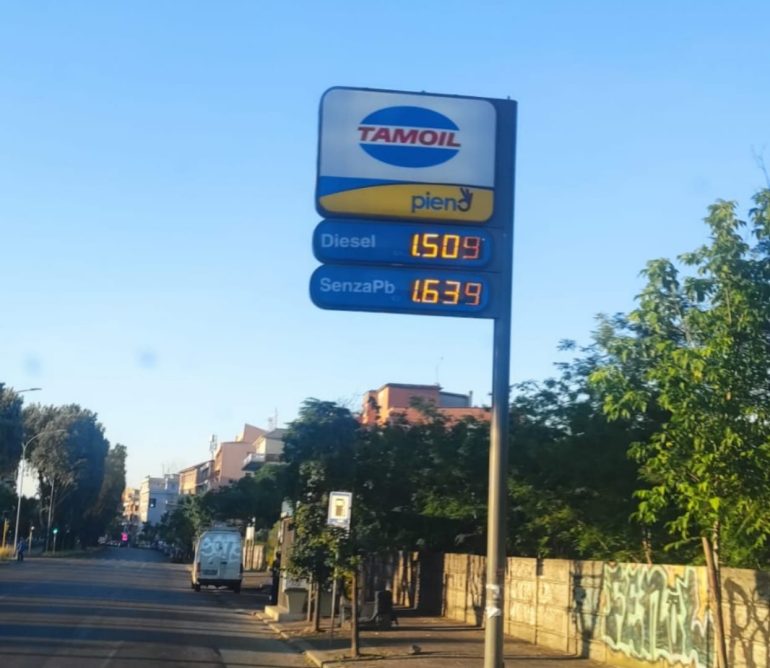 TAMOIL
pieno
Diesel 1.509
SenzaPb 1.639